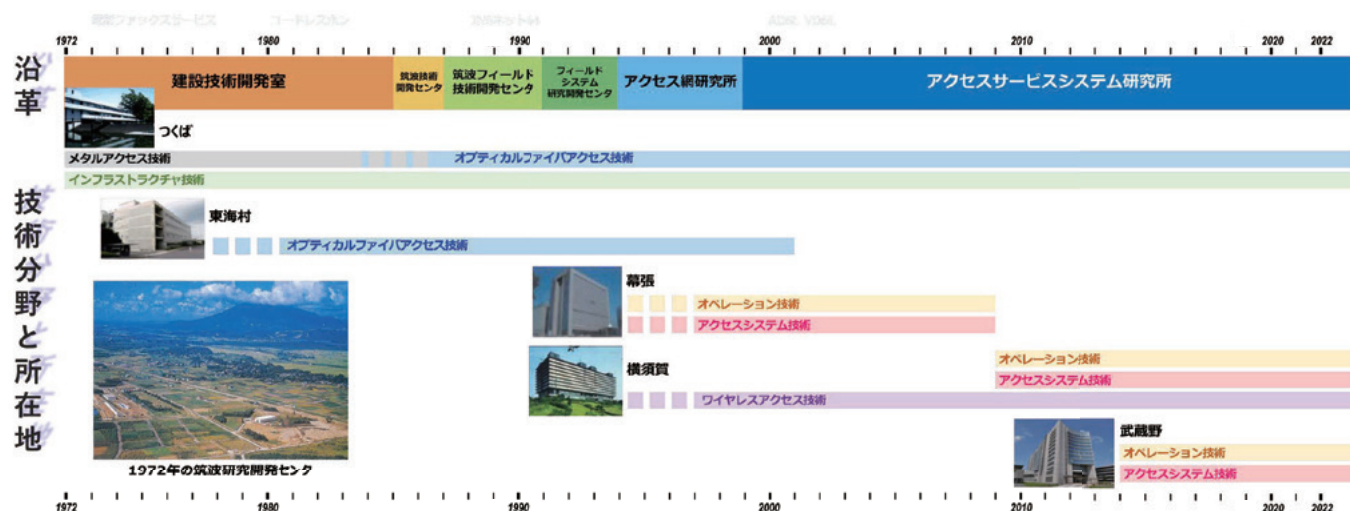 1972
1980
1990
2000
2010
2020
2022
沿革
建設技術開発室
筑波技術
開発センタ
筑波フィールド
技術開発センタ
フィールド
システム
研究開発センタ
アクセス網研究所
アクセスサービスシステム研究所
つくば
メタルアクセス技術
オプティカルファイバアクセス技術
インフラストラクチャ技術
技術分野と所在地
東海村
オプティカルファイバアクセス技術
幕張
オペレーション技術
アクセスシステム技術
横須賀
オペレーション技術
アクセスシステム技術
ワイヤレスアクセス技術
武蔵野
オペレーション技術
アクセスシステム技術
1972年の筑波研究開発センタ
1972
1980
1990
2000
2010
2020
2022